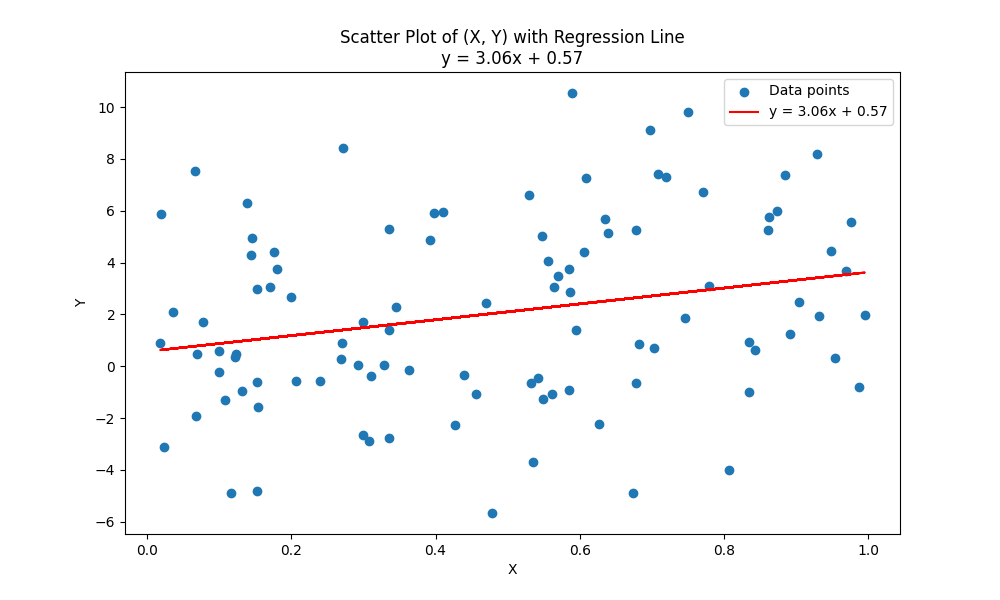 Scatter Plot of (X, Y) with Regression Line
y = 3.06x + 0.57
Data points
y = 3.06x + 0.57
10
8
6
4
2
0
−2
−4
−6
Y
0.0 0.2 0.4 0.6 0.8 1.0
X